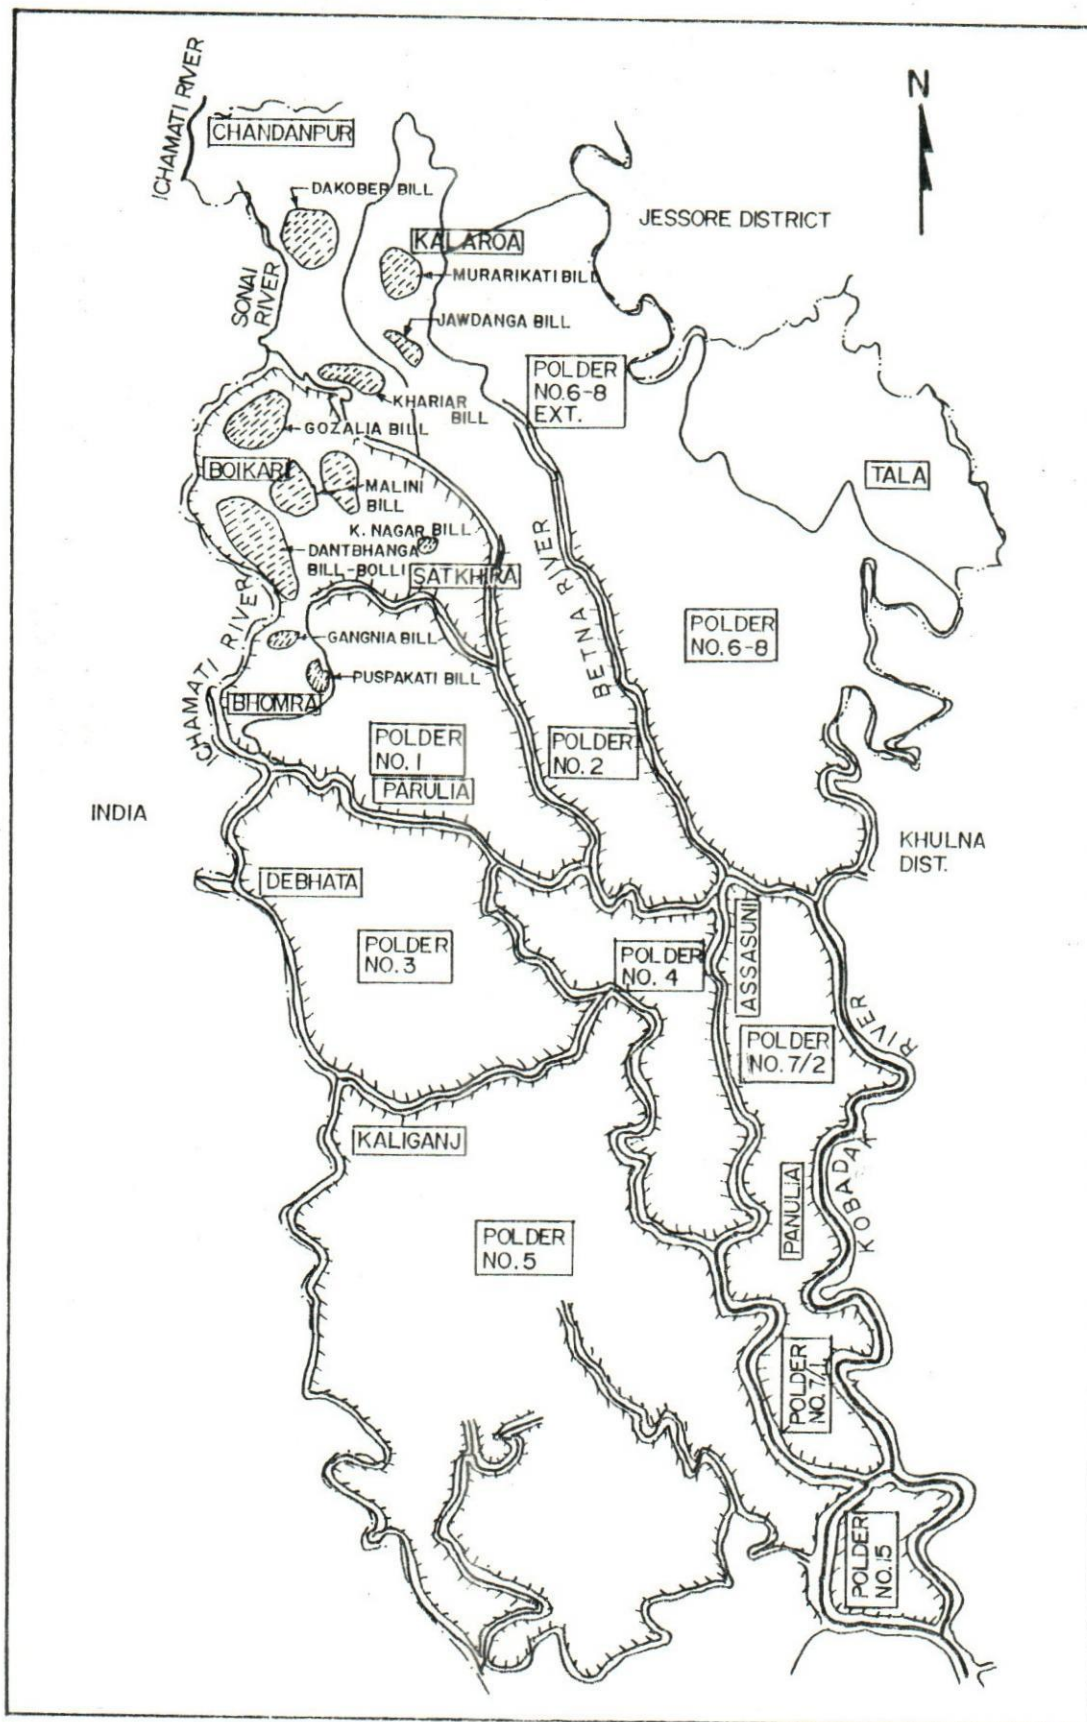 N
ICHAMATI RIVER
CHANDANPUR
DAKOBER BILL
JESSORE DISTRICT
KALAROA
MURARIKATI BILL
SONAI
RIVER
JAWDANGA BILL
POLDER
NO.6-8
EXT.
KHARIAR
BILL
GOZALIA BILL
BOIKARI
MALINI
BILL
TALA
K. NAGAR BILL
DANTBHANGA
BILL-BOLLI
SATKHIRA
BETNA RIVER
ICHAMATI RIVER
GANGNIA BILL
POLDER
NO.6-8
PUSPAKATI BILL
BHOMRA
POLDER
NO. 1
POLDER
NO. 2
PARULIA
INDIA
KHULNA
DIST.
DEBHATA
POLDER
NO. 3
POLDER
NO. 4
ASSASUNI
POLDER
NO. 7/2
KOBADAK RIVER
KALIGANJ
PANULIA
POLDER
NO. 5
POLDER
NO. 7/1
POLDER
NO. 15